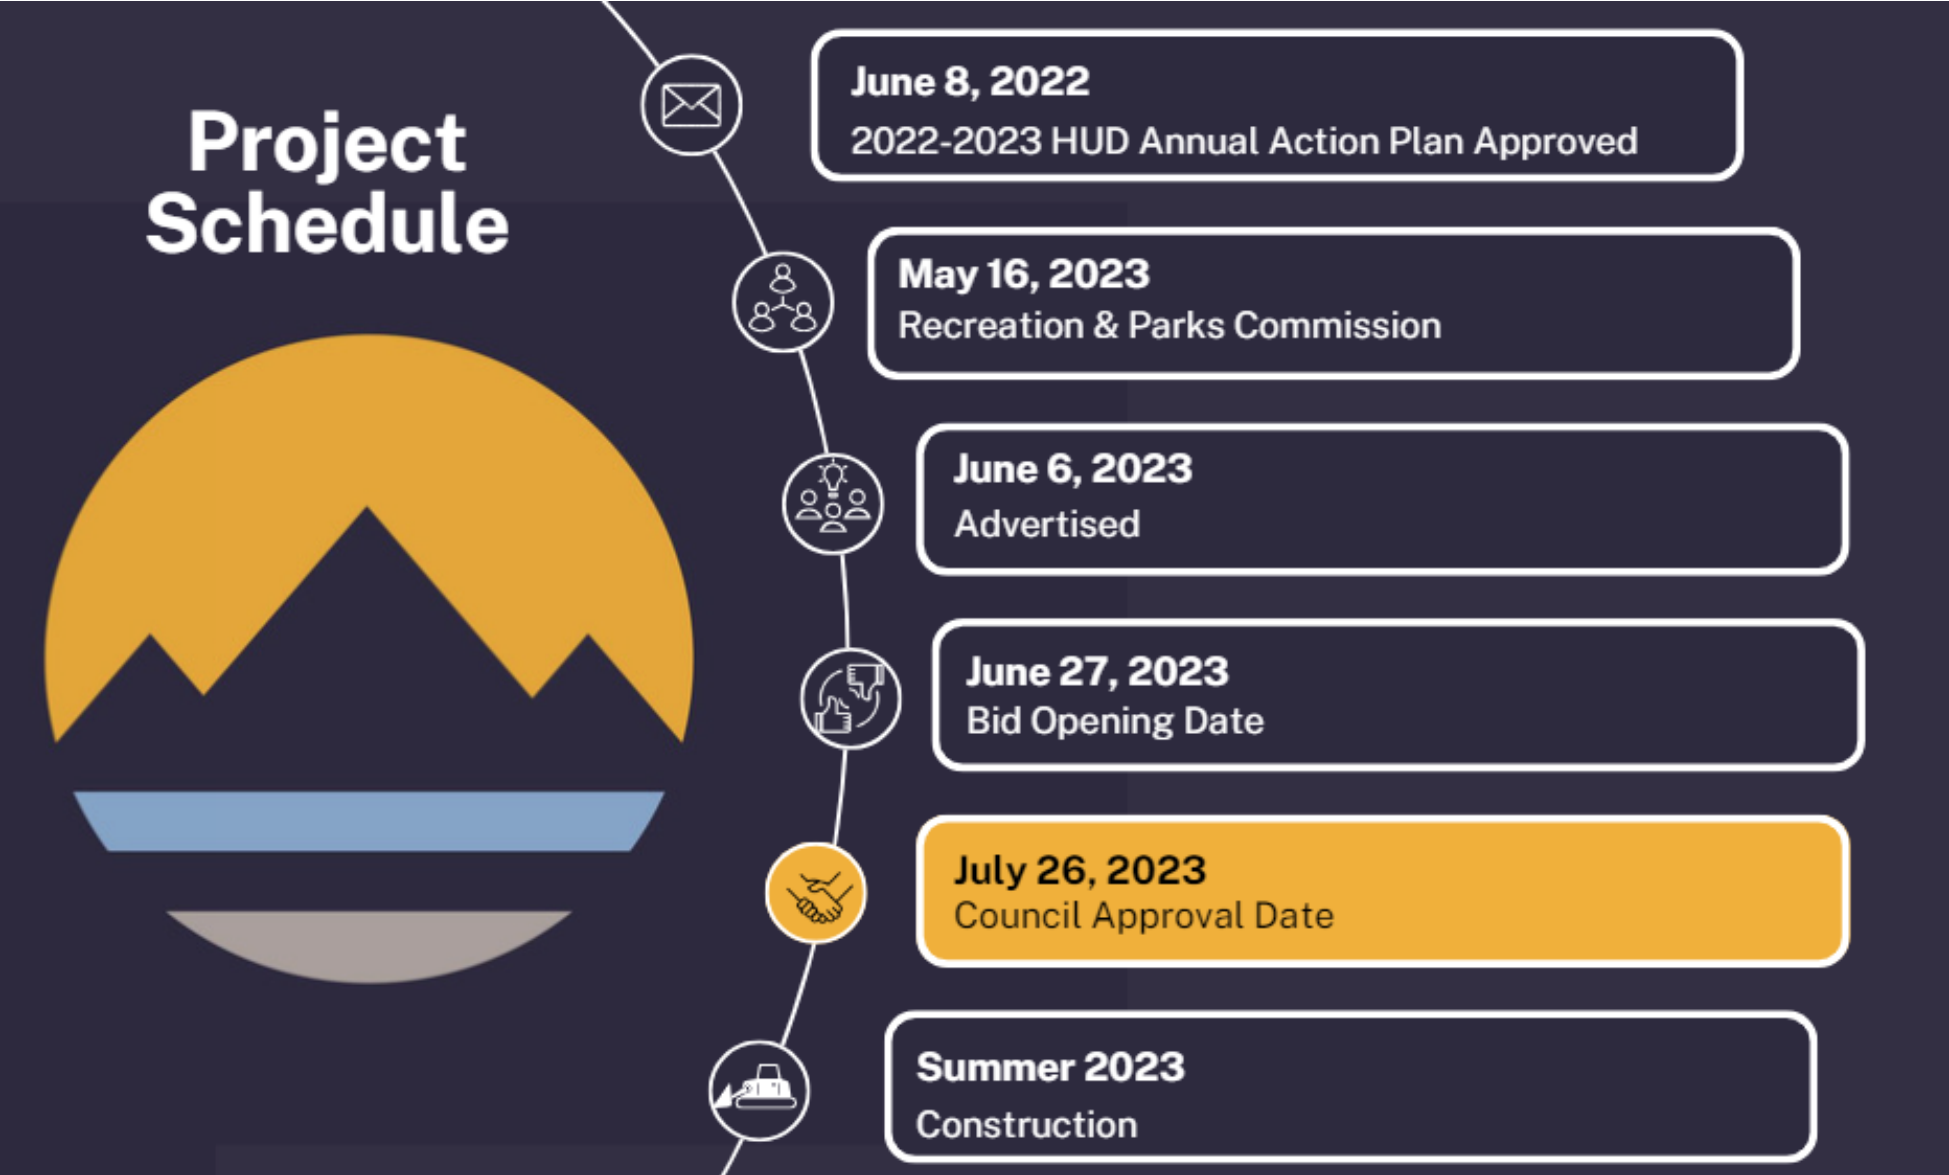 Project
Schedule
June 8, 2022
2022-2023 HUD Annual Action Plan Approved
May 16, 2023
Recreation & Parks Commission
June 6, 2023
Advertised
June 27, 2023
Bid Opening Date
July 26, 2023
Council Approval Date
Summer 2023
Construction